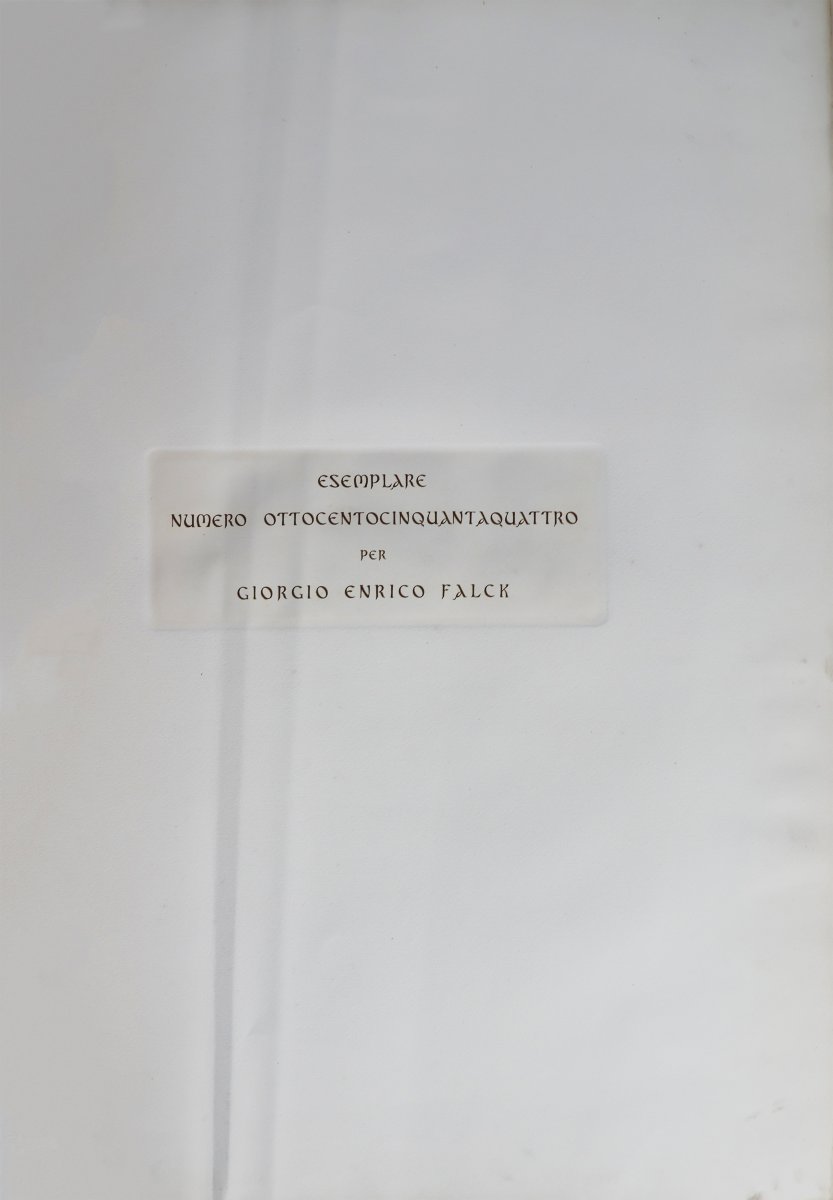 ESEMPLARE
NUMERO OTTOCENTOCINQUANTAQUATTRO
PER
GIORGIO ENRICO FALCK